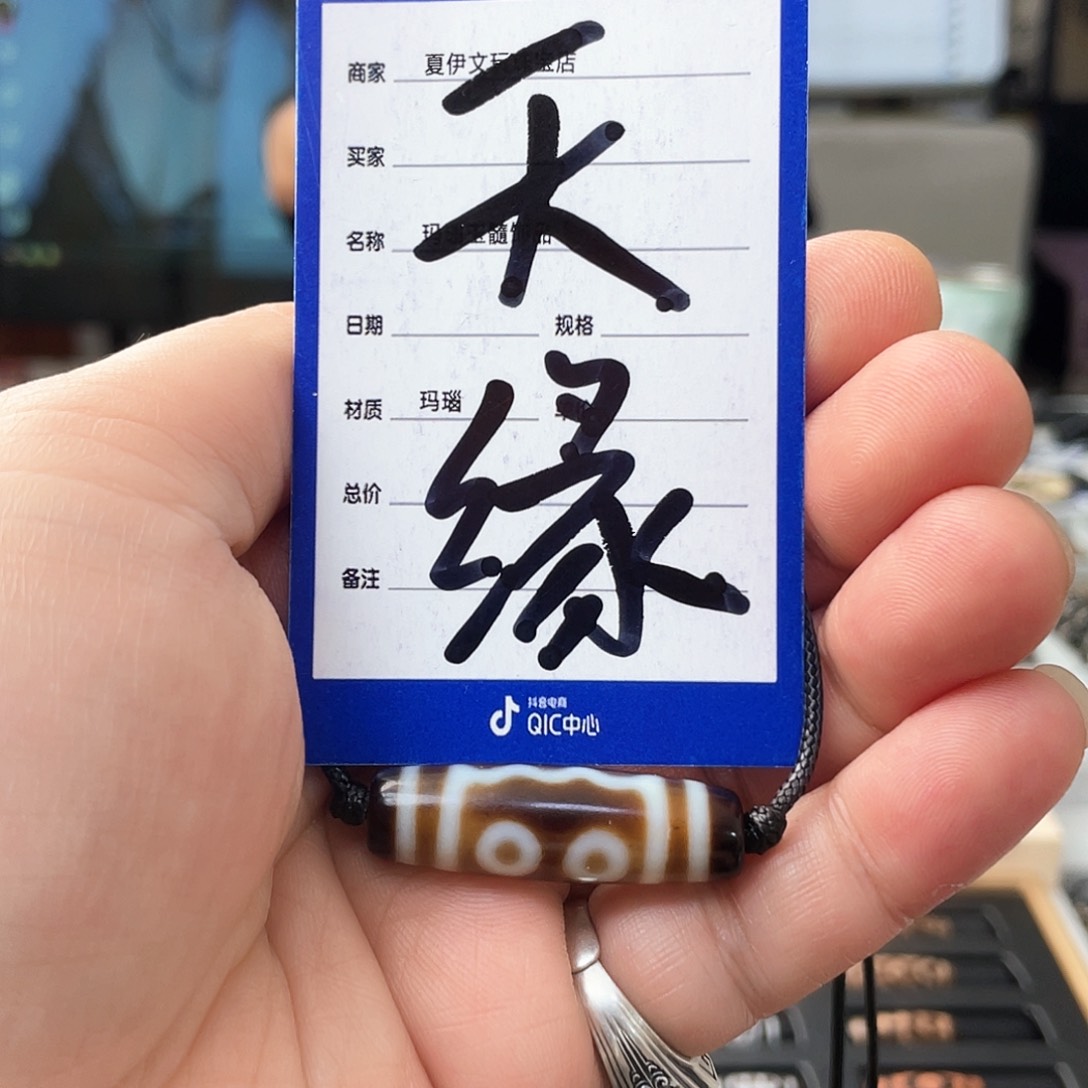 天缘
商家 夏伊文玩
买家
名称
日期 规格
材质 玛瑙
总价
备注
抖音电商
QIC中心